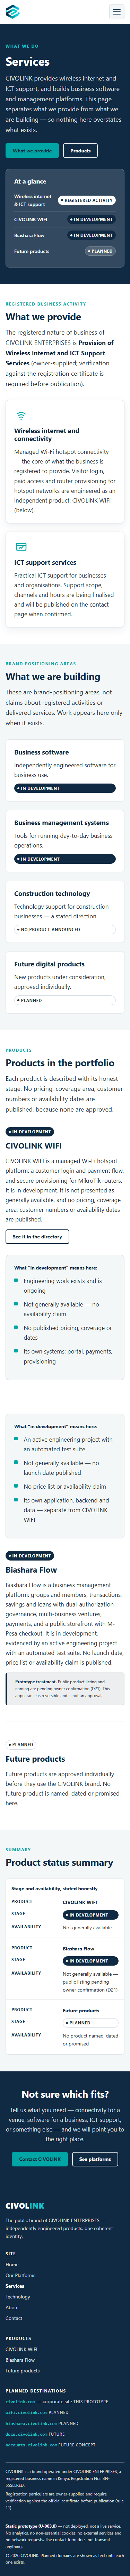 WHAT WE DO
Services
CIVOLINK provides wireless internet
and ICT support, and builds business
software and management platforms. This page
separates what we provide from what we
are building — so nothing here overstates
either.
What we provide
Products
At a glance
Wireless internet
& ICT support
REGISTERED ACTIVITY
CIVOLINK WIFI
IN DEVELOPMENT
Biashara Flow
IN DEVELOPMENT
Future products
PLANNED
REGISTERED BUSINESS ACTIVITY
What we provide
The registered nature of business of
CIVOLINK ENTERPRISES is Provision of
Wireless Internet and ICT Support
Services (owner-supplied; verification
against the registration certificate is
required before publication).
Wireless internet and
connectivity
Managed Wi-Fi hotspot connectivity
— the core of what the business is
registered to provide. Visitor login,
paid access and router provisioning for
hotspot networks are engineered as an
independent product: CIVOLINK WIFI
(below).
ICT support services
Practical ICT support for businesses
and organisations. Support scope,
channels and hours are being finalised
and will be published on the contact
page when confirmed.
BRAND POSITIONING AREAS
What we are building
These are brand-positioning areas, not
claims about registered activities or
delivered services. Work appears here only
when it exists.
Business software
Independently engineered software for
business use.
IN DEVELOPMENT
Business management systems
Tools for running day-to-day business
operations.
IN DEVELOPMENT
Construction technology
Technology support for construction
businesses — a stated direction.
NO PRODUCT ANNOUNCED
Future digital products
New products under consideration,
approved individually.
PLANNED
PRODUCTS
Products in the portfolio
Each product is described with its honest
stage. No pricing, coverage area, customer
numbers or availability dates are
published, because none are approved.
IN DEVELOPMENT
CIVOLINK WIFI
CIVOLINK WIFI is a managed Wi-Fi hotspot
platform: a customer login portal, paid access
and secure provisioning for MikroTik routers.
It is in development. It is not presented as
generally available, and no coverage area,
price, customer numbers or availability dates
are published.
See it in the directory
What "in development" means here:
Engineering work exists and is
ongoing
Not generally available — no
availability claim
No published pricing, coverage or
dates
Its own systems: portal, payments,
provisioning
What "in development" means here:
An active engineering project with
an automated test suite
Not generally available — no
launch date published
No price list or availability claim
Its own application, backend and
data — separate from CIVOLINK
WIFI
IN DEVELOPMENT
Biashara Flow
Biashara Flow is a business management
platform for groups and members, transactions,
savings and loans with dual-authorization
governance, multi-business ventures,
payments, and a public storefront with M-
Pesa checkout. It is in development,
evidenced by an active engineering project
with an automated test suite. No launch date,
price list or availability claim is published.
Prototype treatment. Public product listing and
naming are pending owner confirmation (D21). This
appearance is reversible and is not an approval.
PLANNED
Future products
Future products are approved individually
before they use the CIVOLINK brand. No
future product is named, dated or promised
here.
SUMMARY
Product status summary
Stage and availability, stated honestly
PRODUCT
CIVOLINK WIFI
STAGE
IN DEVELOPMENT
AVAILABILITY
Not generally available
PRODUCT
Biashara Flow
STAGE
IN DEVELOPMENT
AVAILABILITY
Not generally available —
public listing pending
owner confirmation (D21)
PRODUCT
Future products
STAGE
PLANNED
AVAILABILITY
No product named, dated
or promised
Not sure which fits?
Tell us what you need — connectivity for a
venue, software for a business, ICT support,
or something else — and we will point you to
the right place.
Contact CIVOLINK
See platforms
CIVOLINK
The public brand of CIVOLINK ENTERPRISES —
independently engineered products, one coherent
identity.
SITE
Home
Our Platforms
Services
Technology
About
Contact
PRODUCTS
CIVOLINK WIFI
Biashara Flow
Future products
PLANNED DESTINATIONS
civolink.com — corporate site THIS PROTOTYPE
wifi.civolink.com PLANNED
biashara.civolink.com PLANNED
docs.civolink.com FUTURE
accounts.civolink.com FUTURE CONCEPT
CIVOLINK is a brand operated under CIVOLINK ENTERPRISES, a
registered business name in Kenya.
Registration particulars are owner-supplied and require
verification against the official certificate before publication
Static prototype
no network requests. The contact form does not transmit
anything.
© 2026 CIVOLINK. Planned domains are shown as text until each
one exists.